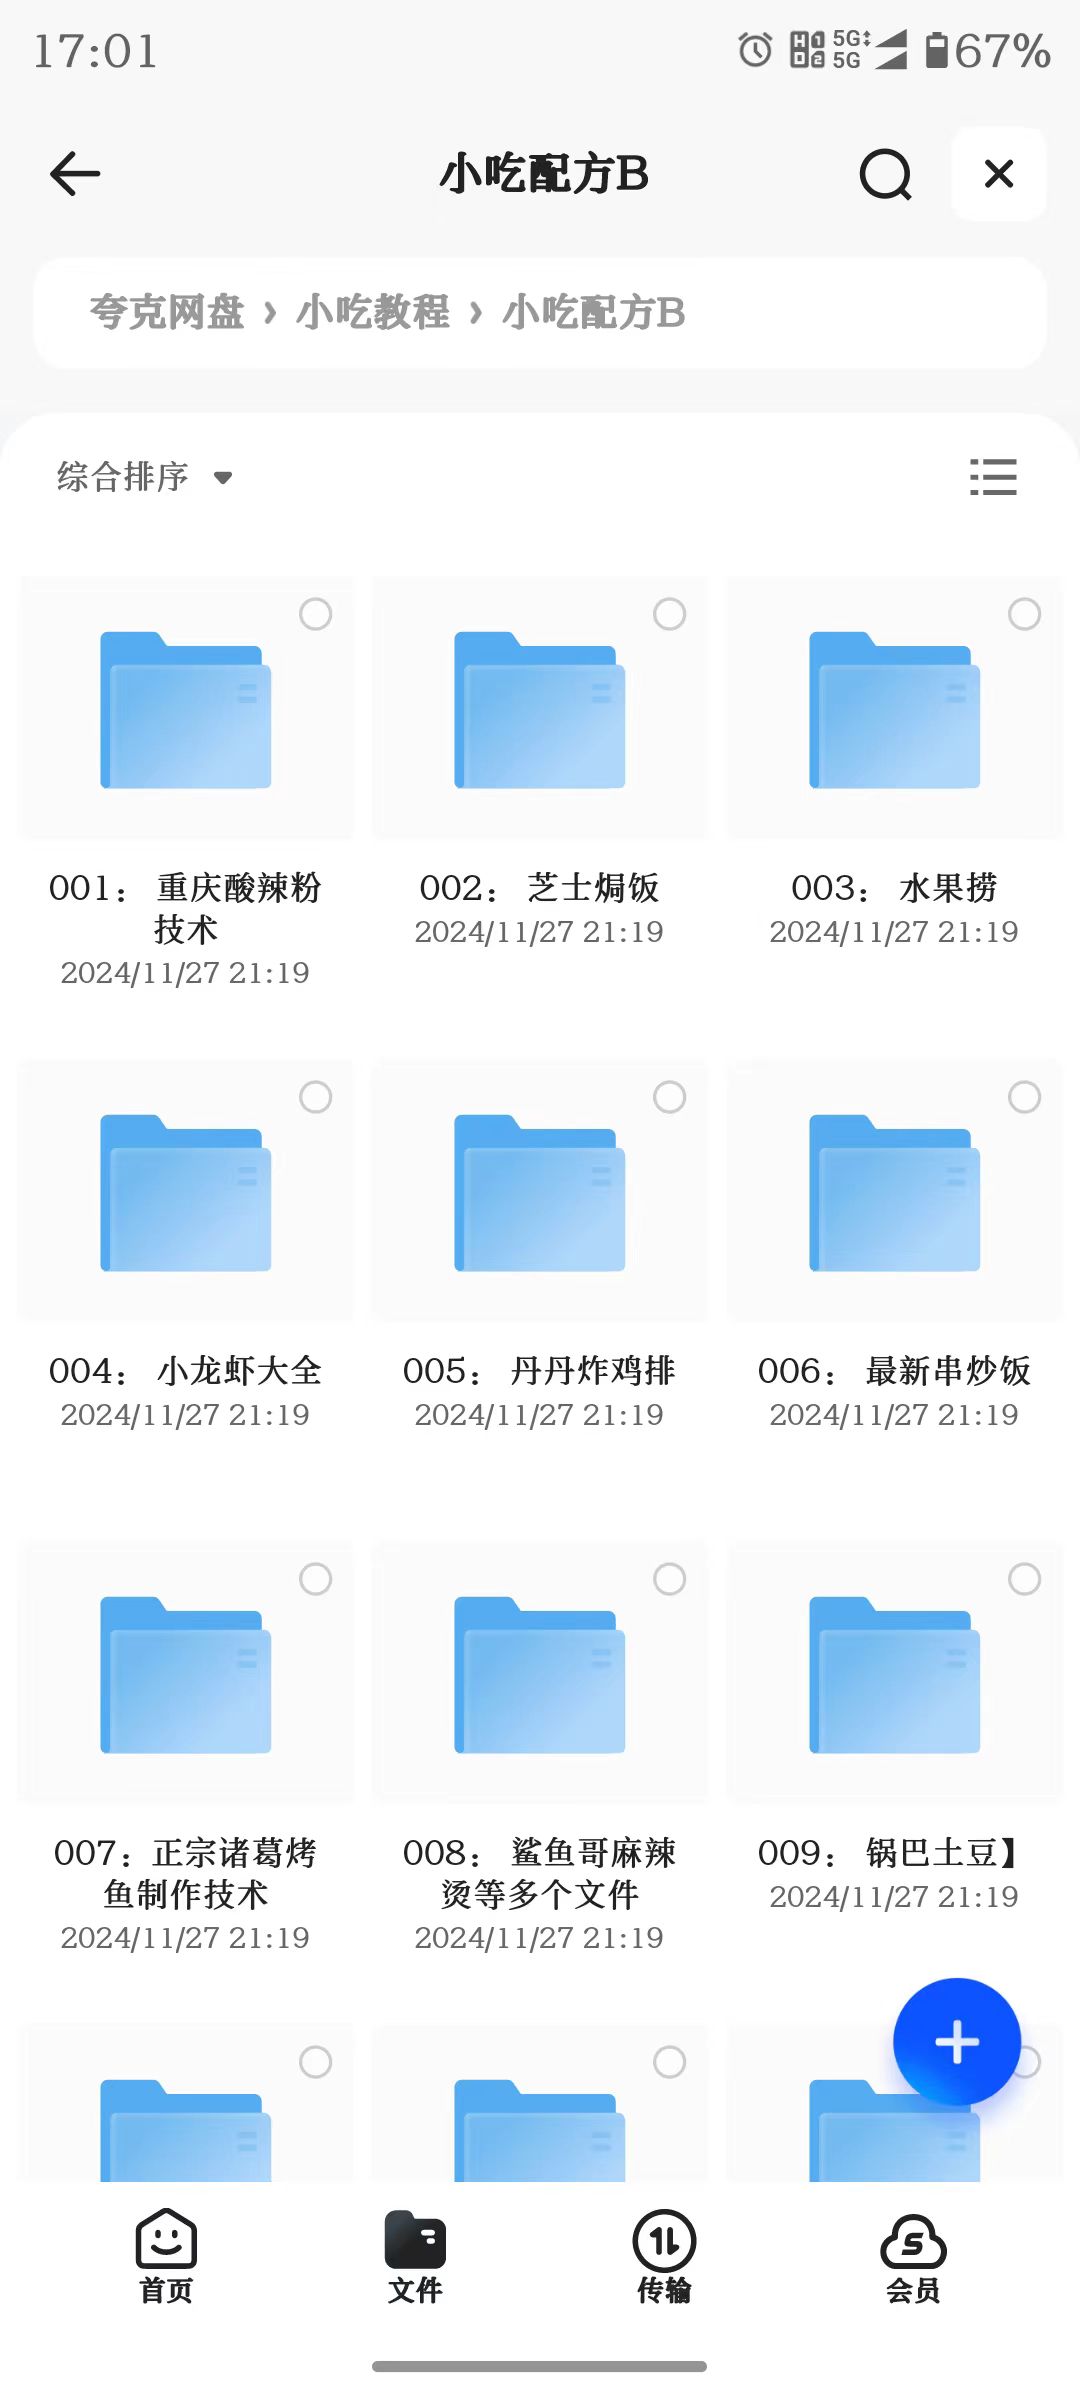 17:01
5G
5G
67%
小吃配方B
夸克网盘 › 小吃教程 › 小吃配方B
综合排序
001： 重庆酸辣粉
技术
2024/11/27 21:19
002： 芝士焗饭
2024/11/27 21:19
003： 水果捞
2024/11/27 21:19
004： 小龙虾大全
2024/11/27 21:19
005： 丹丹炸鸡排
2024/11/27 21:19
006： 最新串炒饭
2024/11/27 21:19
007：正宗诸葛烤
鱼制作技术
2024/11/27 21:19
008： 鲨鱼哥麻辣
烫等多个文件
2024/11/27 21:19
009： 锅巴土豆】
2024/11/27 21:19
首页
文件
传输
会员